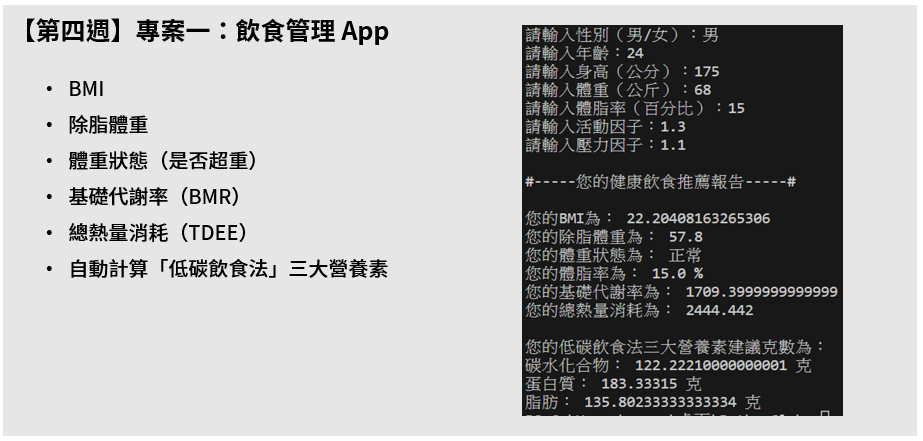 【第四週】專案一：飲食管理 App
• BMI
• 除脂體重
• 體重狀態（是否超重）
• 基礎代謝率（BMR）
• 總熱量消耗（TDEE）
• 自動計算「低碳飲食法」三大營養素
請輸入性別（男/女）：男
請輸入年齡：24
請輸入身高（公分）：175
請輸入體重（公斤）：68
請輸入體脂率（百分比）：15
請輸入活動因子：1.3
請輸入壓力因子：1.1
#-----您的健康飲食推薦報告-----#
您的BMI為： 22.20408163265306
您的除脂體重為： 57.8
您的體重狀態為： 正常
您的體脂率為： 15.0 %
您的基礎代謝率為： 1709.3999999999999
您的總熱量消耗為： 2444.442
您的低碳飲食法三大營養素建議克數為：
碳水化合物： 122.22210000000001 克
蛋白質： 183.33315 克
脂肪： 135.80233333333334 克